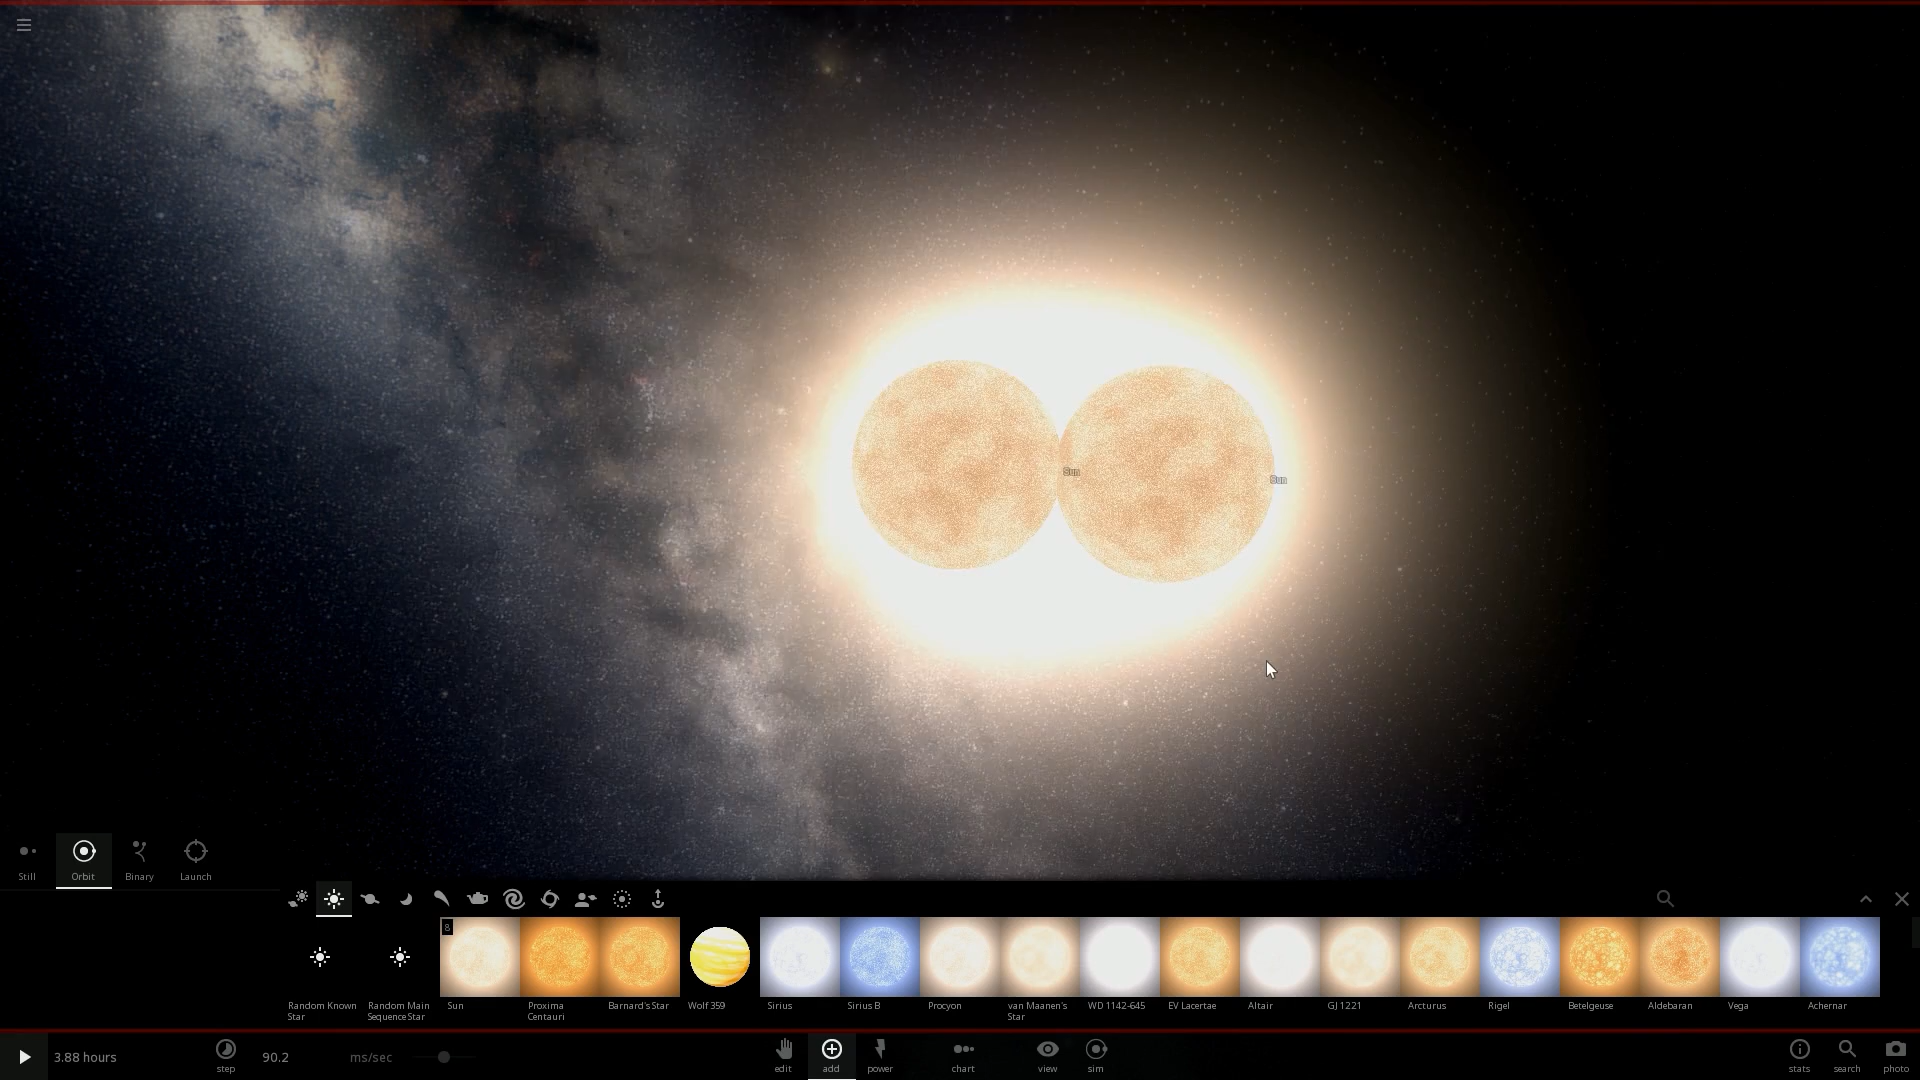 Sun
Sun
Still
Orbit
Binary
Launch
8
Random Known
Star
Random Main
Sequence Star
Sun
Proxima
Centauri
Barnard's Star
Wolf 359
Sirius
Sirius B
Procyon
van Maanen's
Star
WD 1142-645
EV Lacertae
Altair
GJ 1221
Arcturus
Rigel
Betelgeuse
Aldebaran
Vega
Achernar
3.88 hours
step
90.2
ms/sec
edit
add
power
chart
view
sim
stats
search
photo